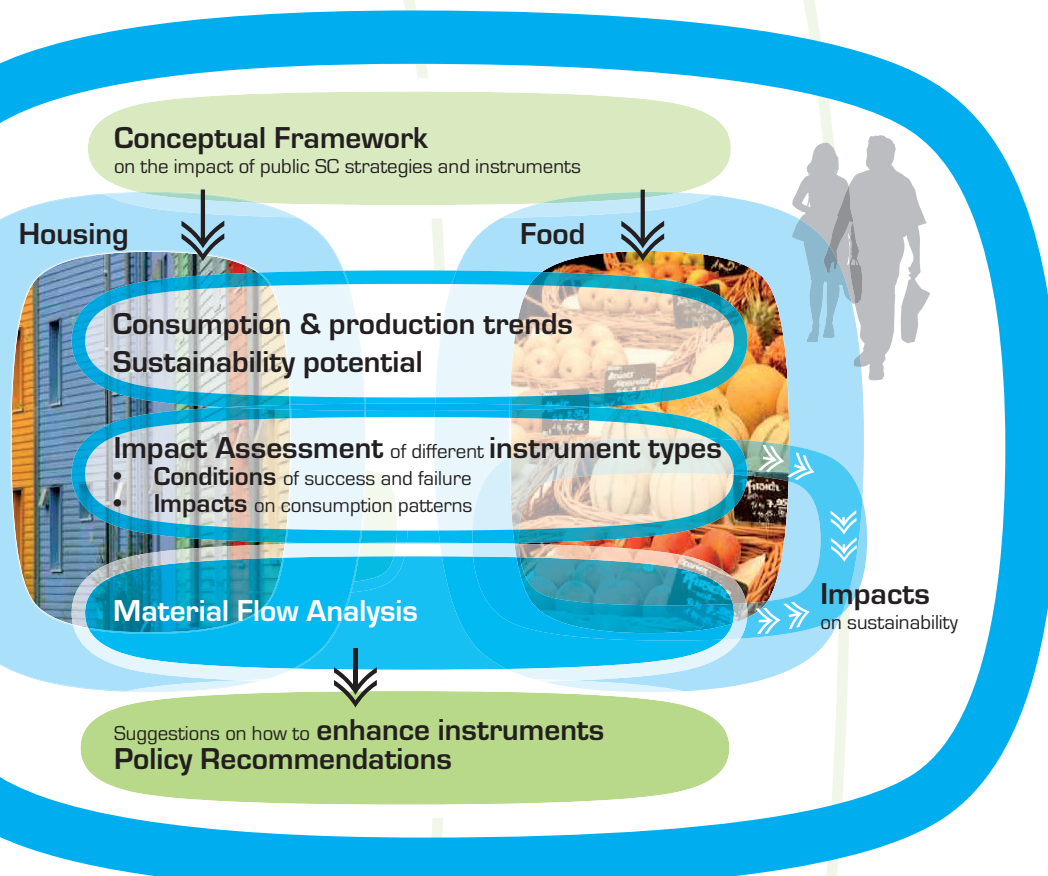 Conceptual Framework
on the impact of public SC strategies and instruments
Housing
Food
Consumption & production trends
Sustainability potential
Impact Assessment of different instrument types
• Conditions of success and failure
• Impacts on consumption patterns
Pfirsich
Material Flow Analysis
Impacts
on sustainability
Suggestions on how to enhance instruments
Policy Recommendations